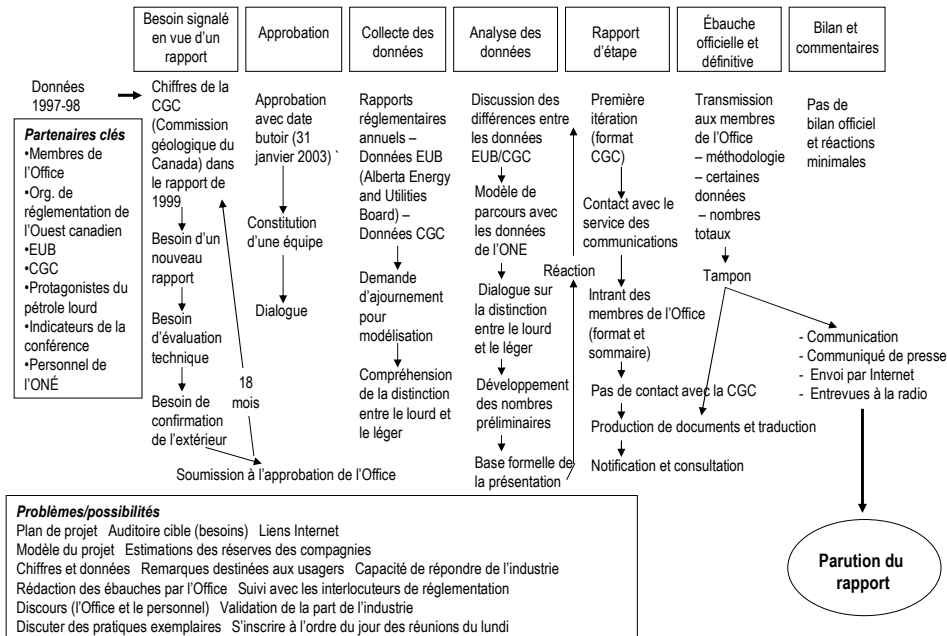 Besoin signalé
en vue d'un
rapport
Approbation
Collecte des
données
Analyse des
données
Rapport
d'étape
Ébauche
officielle et
définitive
Bilan et
commentaires
Données
1997-98
Partenaires clés
•Membres de
l'Office
•Org. de
réglementation de
l'Ouest canadien
•EUB
•CGC
•Protagonistes du
pétrole lourd
•Indicateurs de la
conférence
•Personnel de
l'ONÉ
Chiffres de la
CGC
(Commission
géologique du
Canada) dans
le rapport de
1999
Besoin d'un
nouveau
rapport
Besoin
d'évaluation
technique
Besoin de
confirmation
de l'extérieur
18
mois
Soumission à l'approbation de l'Office
Approbation
avec date
butoir (31
janvier 2003) `
Constitution
d'une équipe
Dialogue
Rapports
réglementaires
annuels –
Données EUB
(Alberta Energy
and Utilities
Board) –
Données CGC
Demande
d'ajournement
pour
modélisation
Compréhension
de la distinction
entre le lourd et
le léger
Discussion des
différences entre
les données
EUB/CGC
Modèle de
parcours avec
les données
de l'ONE
Dialogue sur
la distinction
entre le lourd
et le léger
Développement
des nombres
préliminaires
Base formelle de
la présentation
Réaction
Première
itération
(format
CGC)
Contact avec le
service des
communications
Intrant des
membres de l'Office
(format et
sommaire)
Pas de contact avec la CGC
Production de documents et traduction
Notification et consultation
Transmission
aux membres
de l'Office
– méthodologie
– certaines
données
– nombres
totaux
Tampon
Pas de
bilan officiel
et réactions
minimales
- Communication
- Communiqué de presse
- Envoi par Internet
- Entrevues à la radio
Parution du
rapport
Problèmes/possibilités
Plan de projet Auditoire cible (besoins) Liens Internet
Modèle du projet Estimations des réserves des compagnies
Chiffres et données Remarques destinées aux usagers Capacité de répondre de l'industrie
Rédaction des ébauches par l'Office Suivi avec les interlocuteurs de réglementation
Discours (l'Office et le personnel) Validation de la part de l'industrie
Discuter des pratiques exemplaires S'inscrire à l'ordre du jour des réunions du lundi